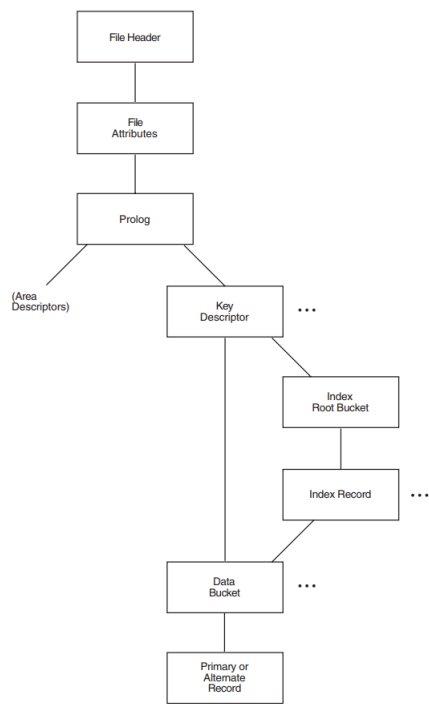 File Header
File
Attributes
Prolog
(Area
Descriptors)
Key
Descriptor
...
Index
Root Bucket
Index Record
...
Data
Bucket
...
Primary or
Alternate
Record